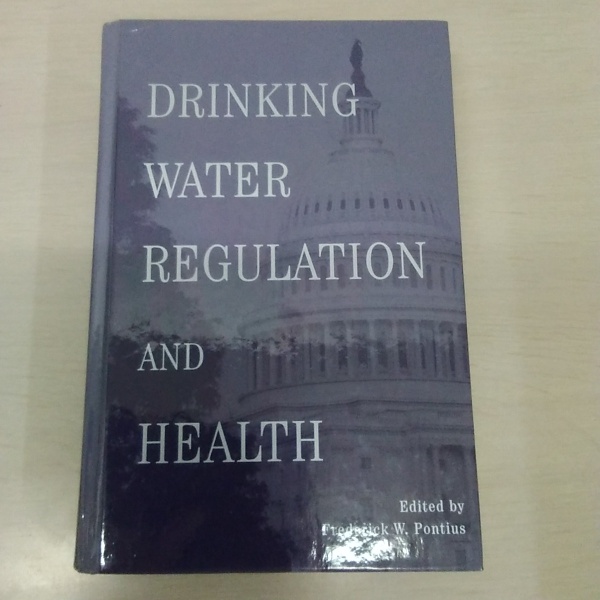 DRINKING
WATER
REGULATION
AND
HEALTH
Edited by
Frederick W. Pontius